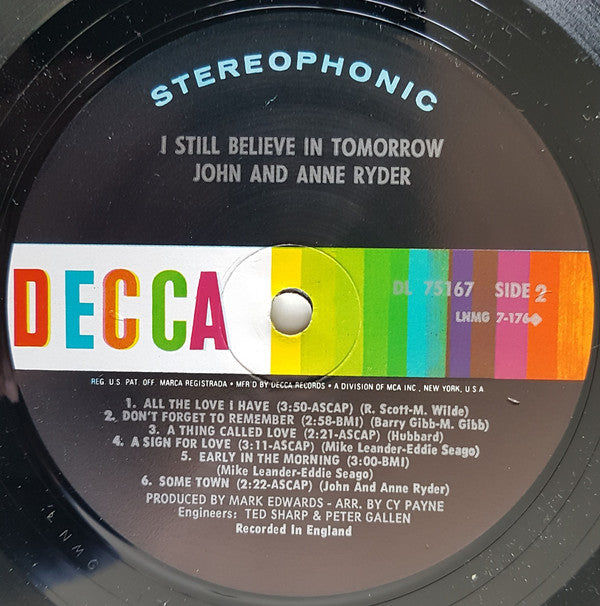 STEREOPHONIC
I STILL BELIEVE IN TOMORROW
JOHN AND ANNE RYDER
DECCA
DL 75167 SIDE 2
LNMG 7-176
REG. U.S. PAT. OFF. MARCA REGISTRADA • MFR'D BY DECCA RECORDS • A DIVISION OF MCA INC., NEW YORK, U.S.A.
1. ALL THE LOVE i HAVE (3:50-ASCAP) (R. Scott-M. Wilde)
2. DON'T FORGET TO REMEMBER (2:58-BMI) (Barry Gibb-M. Gibb)
3. A THING CALLED LOVE (2:21-ASCAP) (Hubbard)
4. A SIGN FOR LOVE (3:11-ASCAP) (Mike Leander-Eddie Seago)
5. EARLY IN THE MORNING (3:00-BMI)
(Mike Leander-Eddie Seago)
6. SOME TOWN (2:22-ASCAP) (John And Anne Ryder)
PRODUCED BY MARK EDWARDS - ARR. BY CY PAYNE
Engineers: TED SHARP & PETER GALLEN
Recorded In England